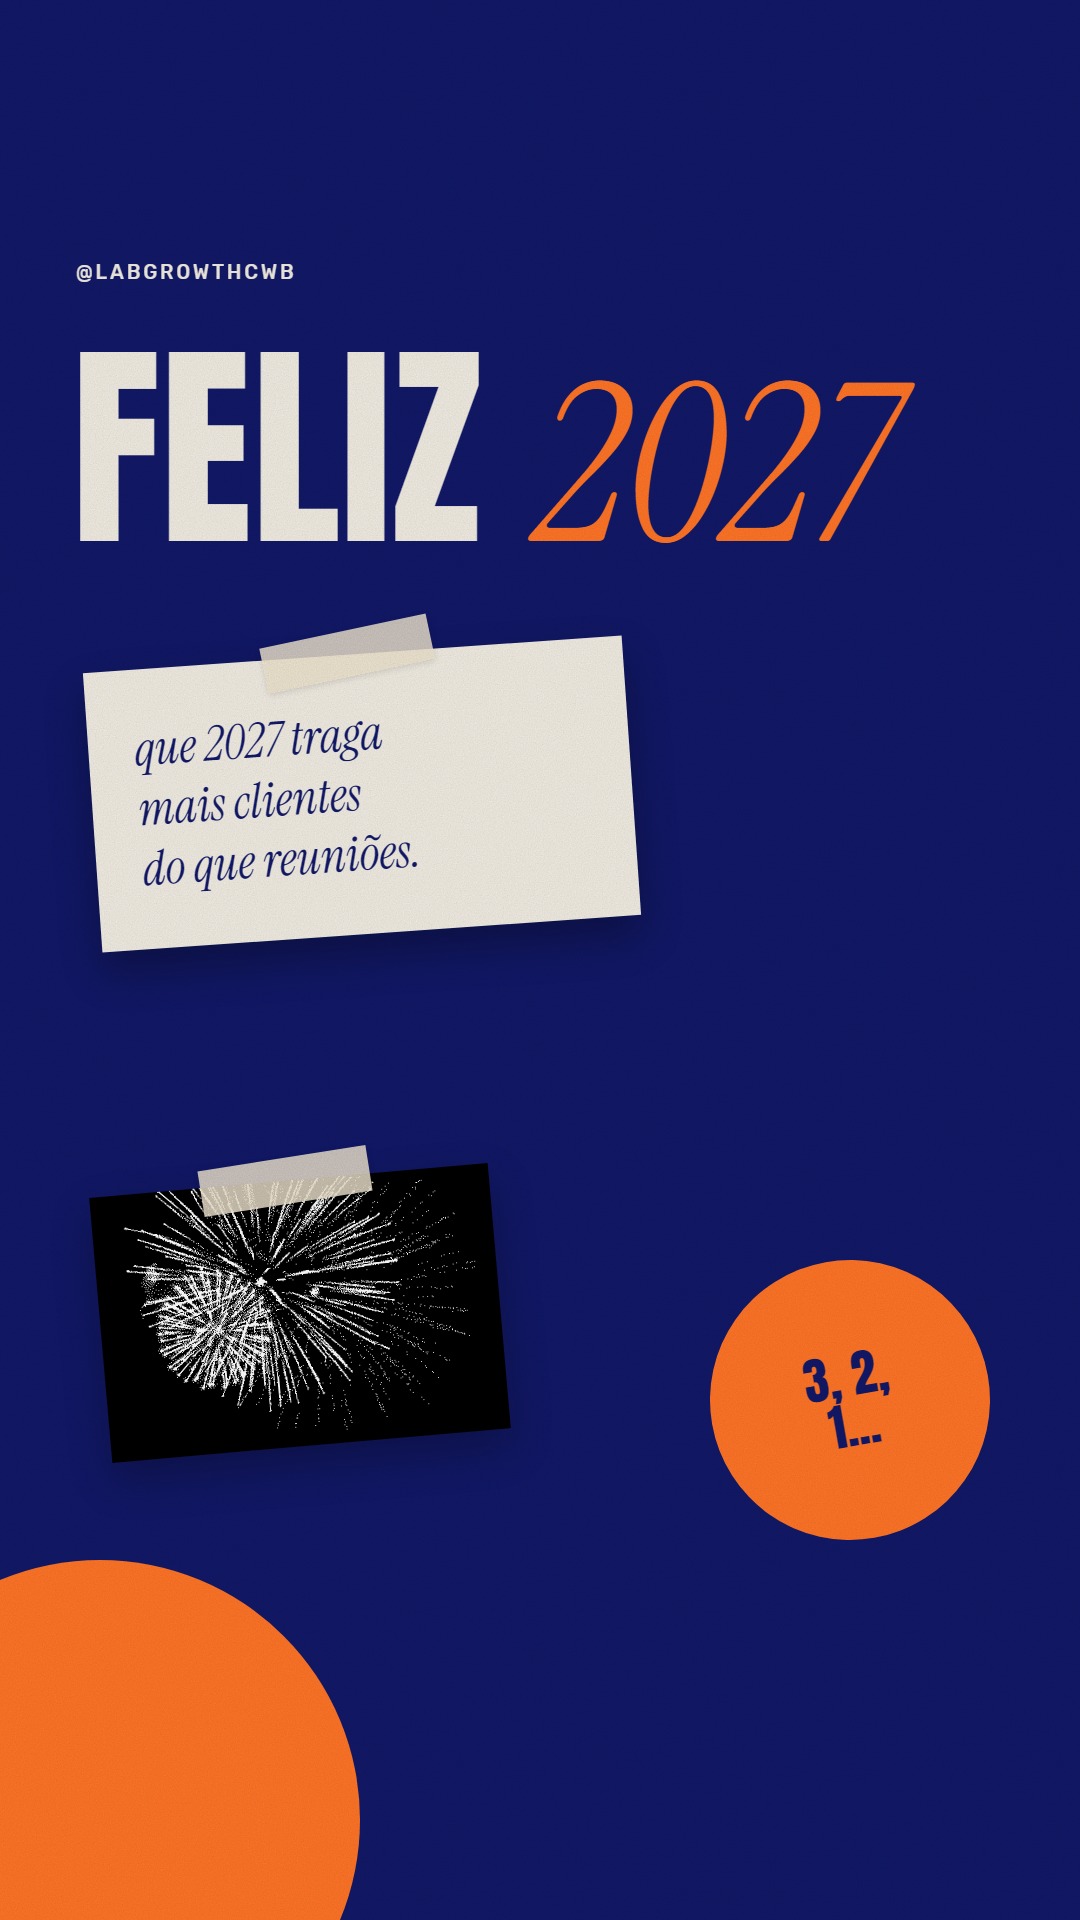 @LABGROWTHCWB
FELIZ 2027
que 2027 traga
mais clientes
do que reuniões.
3, 2,
1...